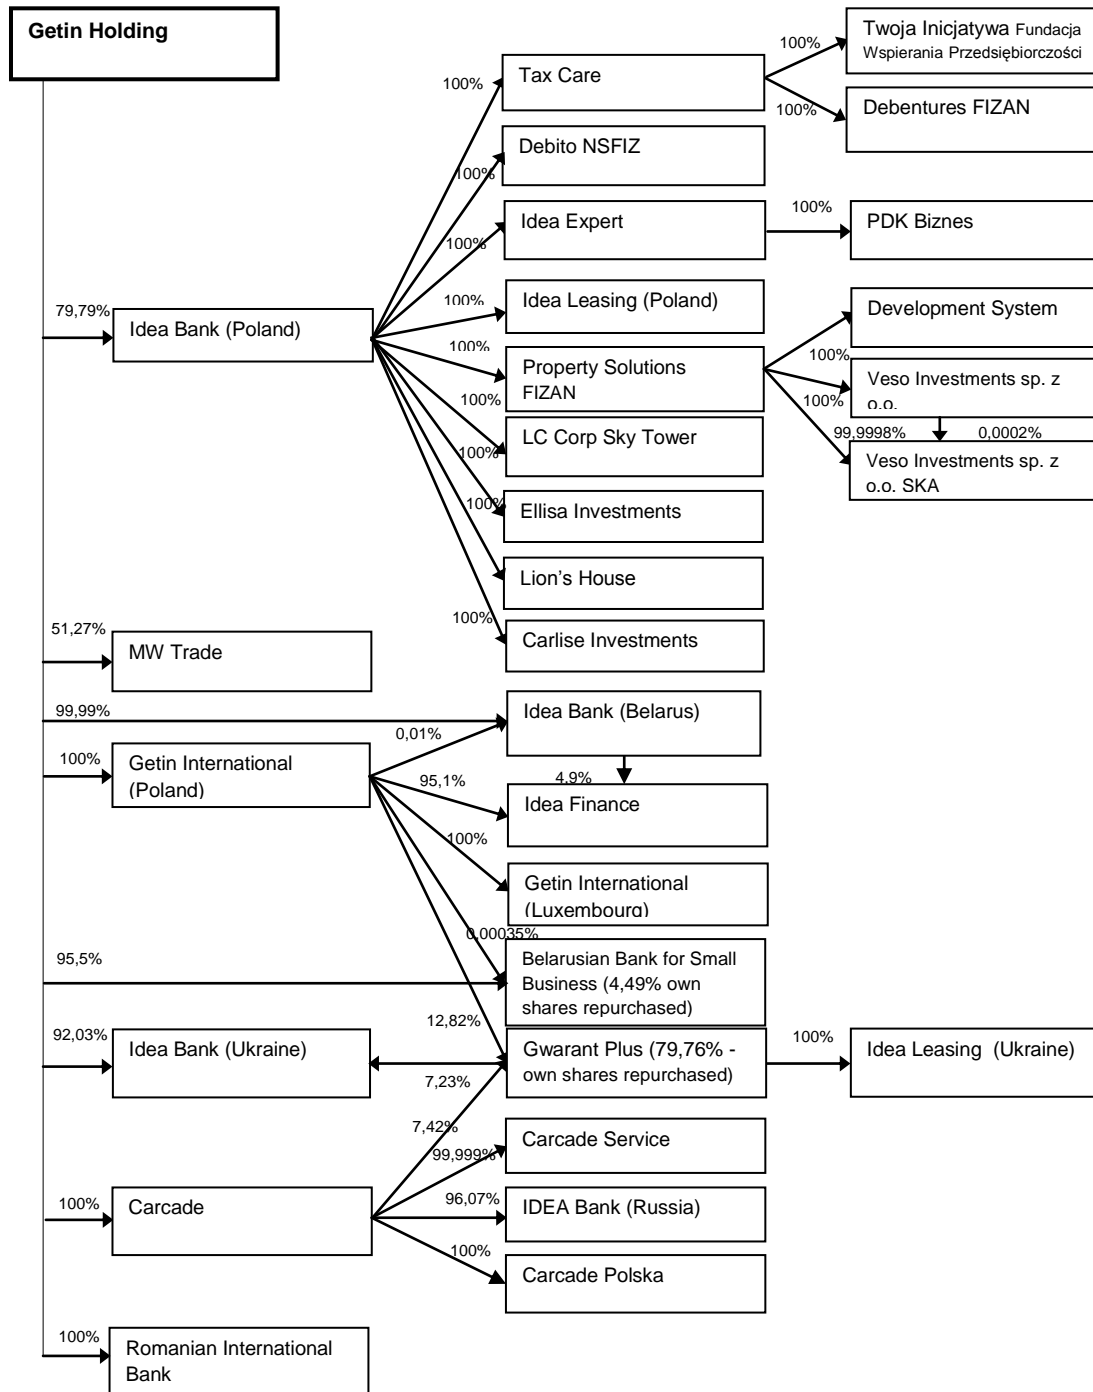 Getin Holding
Twoja Inicjatywa Fundacja
Wspierania Przedsiębiorczości
100%
Tax Care
100%
100%
Debentures FIZAN
Debito NSFIZ
100%
Idea Expert
100%
PDK Biznes
100%
79,79%
Idea Bank (Poland)
100%
Idea Leasing (Poland)
Development System
100%
Property Solutions
FIZAN
100%
Veso Investments sp. z
o.o.
100%
99,9998%
0,0002%
Veso Investments sp. z
o.o. SKA
100%
LC Corp Sky Tower
100%
Ellisa Investments
100%
Lion's House
100%
Carlise Investments
51,27%
MW Trade
99,99%
Idea Bank (Belarus)
0,01%
100%
Getin International
(Poland)
95,1%
4,9%
Idea Finance
100%
Getin International
(Luxembourg)
0,00035%
95,5%
Belarusian Bank for Small
Business (4,49% own
shares repurchased)
12,82%
92,03%
Idea Bank (Ukraine)
Gwarant Plus (79,76% -
own shares repurchased)
100%
Idea Leasing (Ukraine)
7,23%
7,42%
Carcade Service
99,999%
100%
Carcade
96,07%
IDEA Bank (Russia)
100%
Carcade Polska
100%
Romanian International
Bank